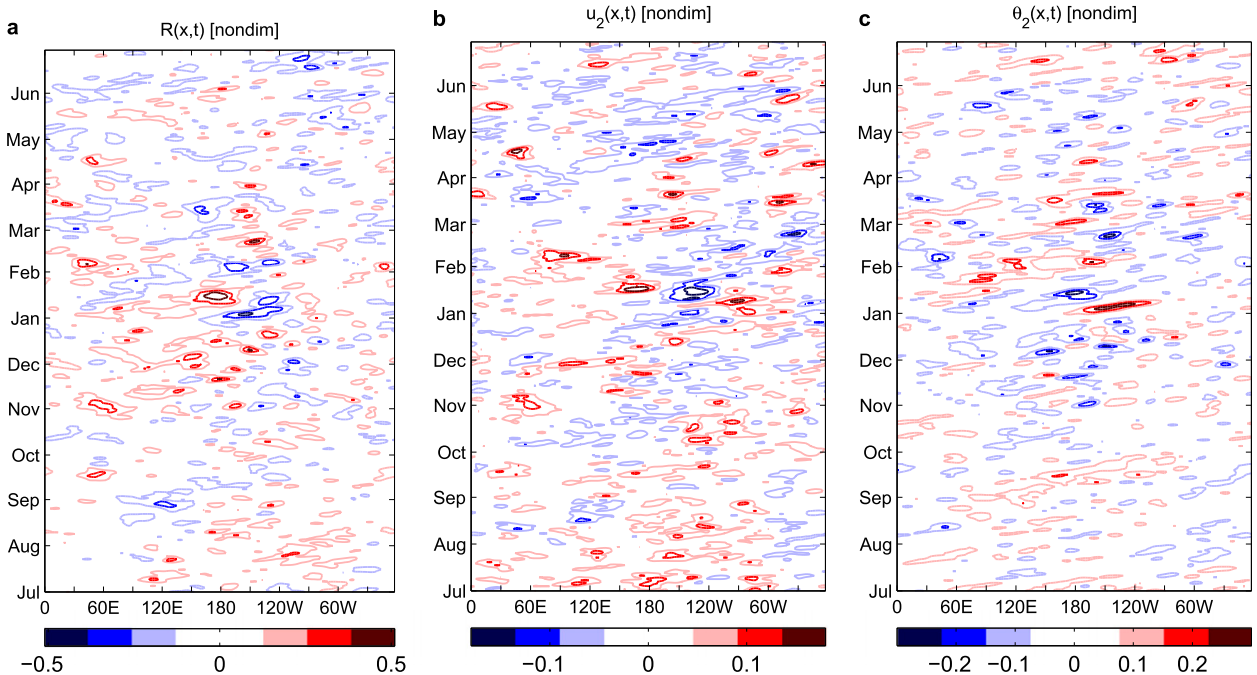 a
R(x,t) [nondim]
Jun
May
Apr
Mar
Feb
Jan
Dec
Nov
Oct
Sep
Aug
Jul
0 60E 120E 180 120W 60W
−0.5 0 0.5
b
u₂(x,t) [nondim]
Jun
May
Apr
Mar
Feb
Jan
Dec
Nov
Oct
Sep
Aug
Jul
0 60E 120E 180 120W 60W
−0.1 0 0.1
c
θ₂(x,t) [nondim]
Jun
May
Apr
Mar
Feb
Jan
Dec
Nov
Oct
Sep
Aug
Jul
0 60E 120E 180 120W 60W
−0.2 −0.1 0 0.1 0.2